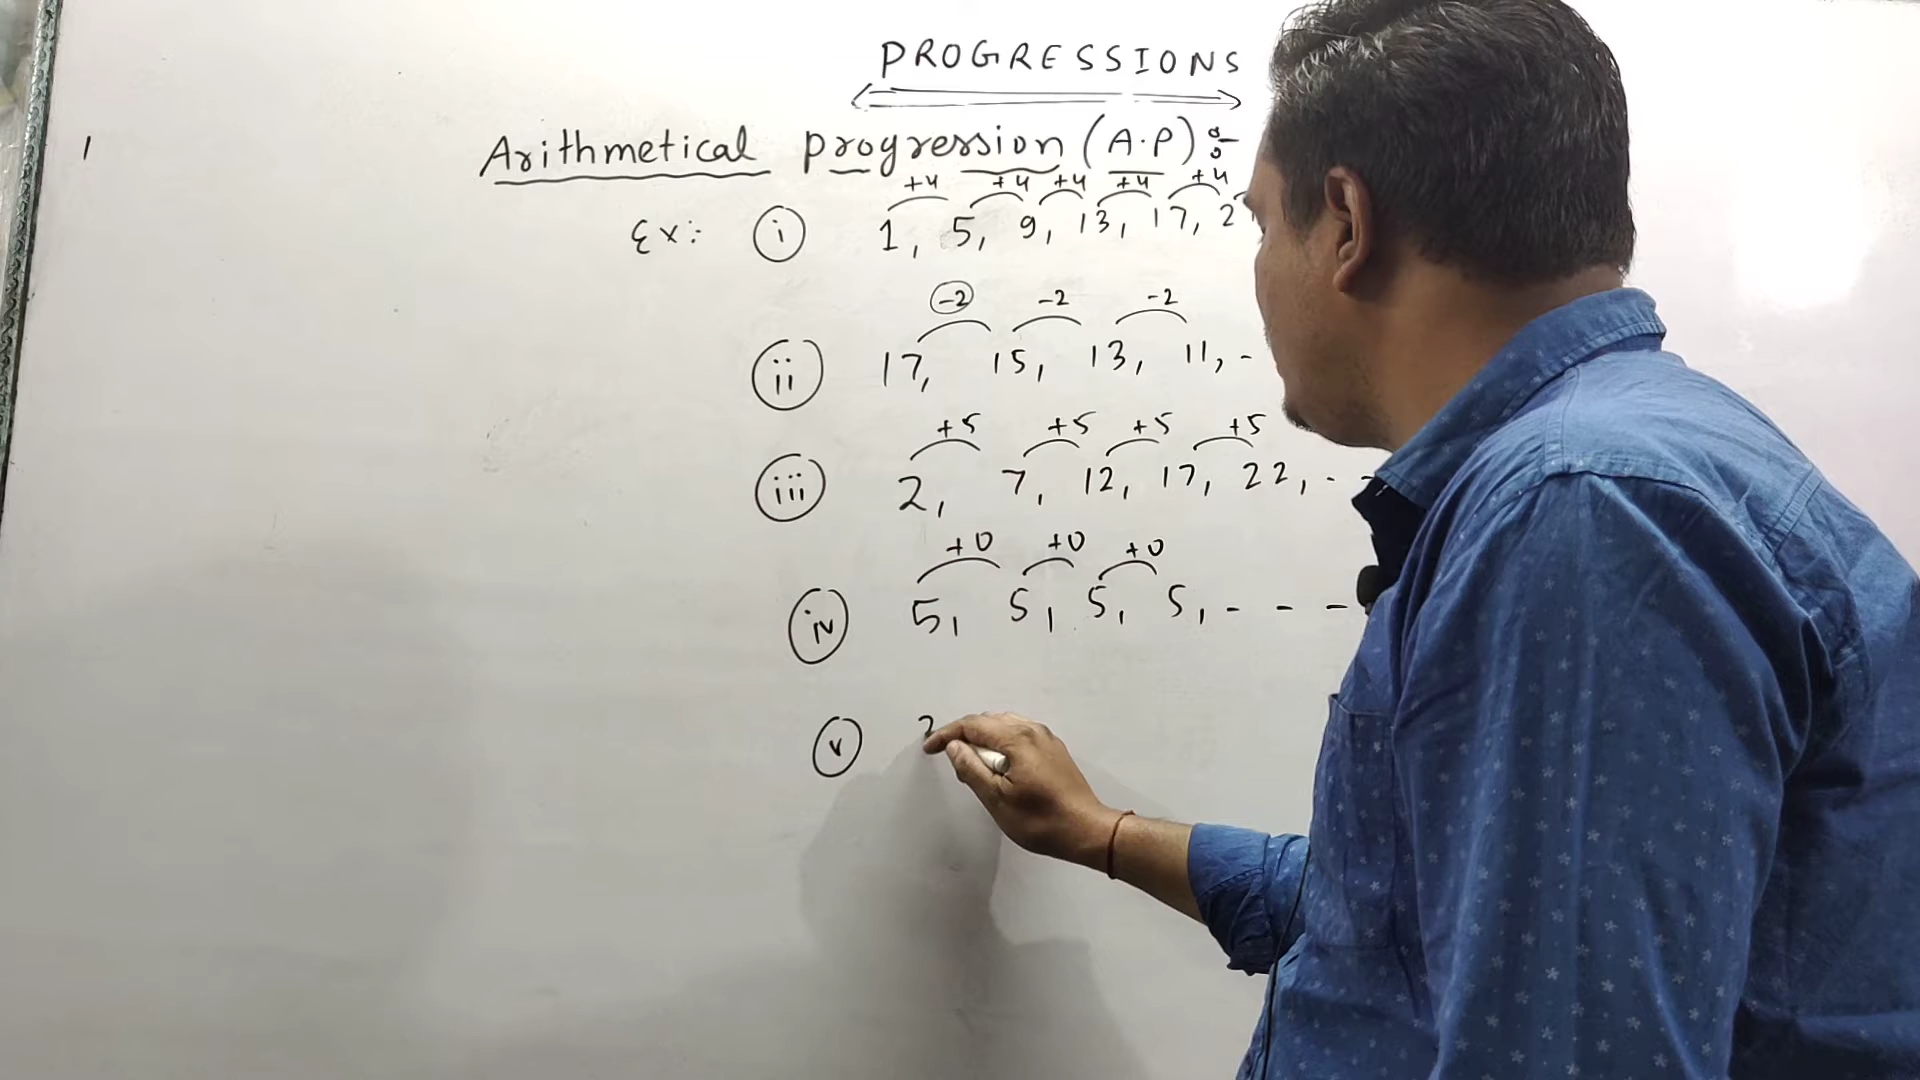 PROGRESSIONS
1
Arithmetical progression (A.P) :-
+4 +4 +4 +4 +4
Ex:- (i) 1, 5, 9, 13, 17, 2
-2 -2 -2
(ii) 17, 15, 13, 11, -
+5 +5 +5 +5
(iii) 2, 7, 12, 17, 22, - -
+0 +0 +0
(iv) 5, 5, 5, 5, - - -
(v)